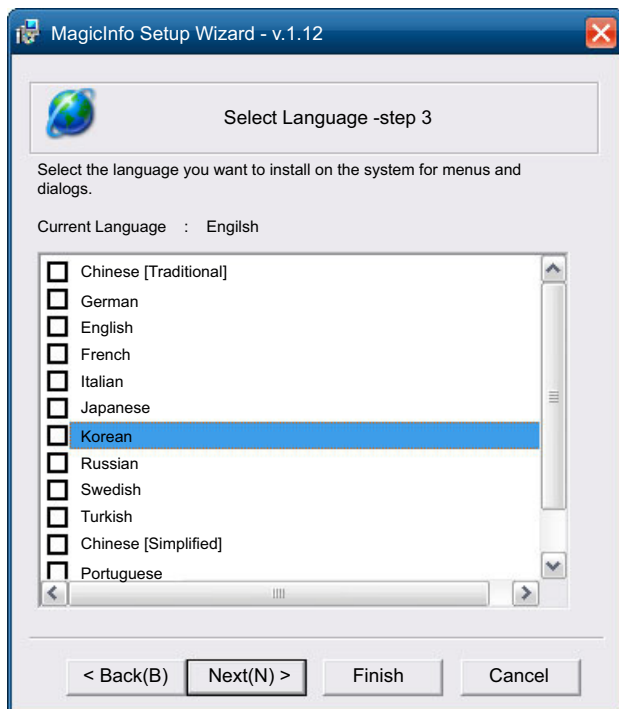 MagicInfo Setup Wizard - v.1.12
Select Language -step 3
Select the language you want to install on the system for menus and
dialogs.
Current Language : Engilsh
Chinese [Traditional]
German
English
French
Italian
Japanese
Korean
Russian
Swedish
Turkish
Chinese [Simplified]
Portuguese
< Back(B) Next(N) > Finish Cancel